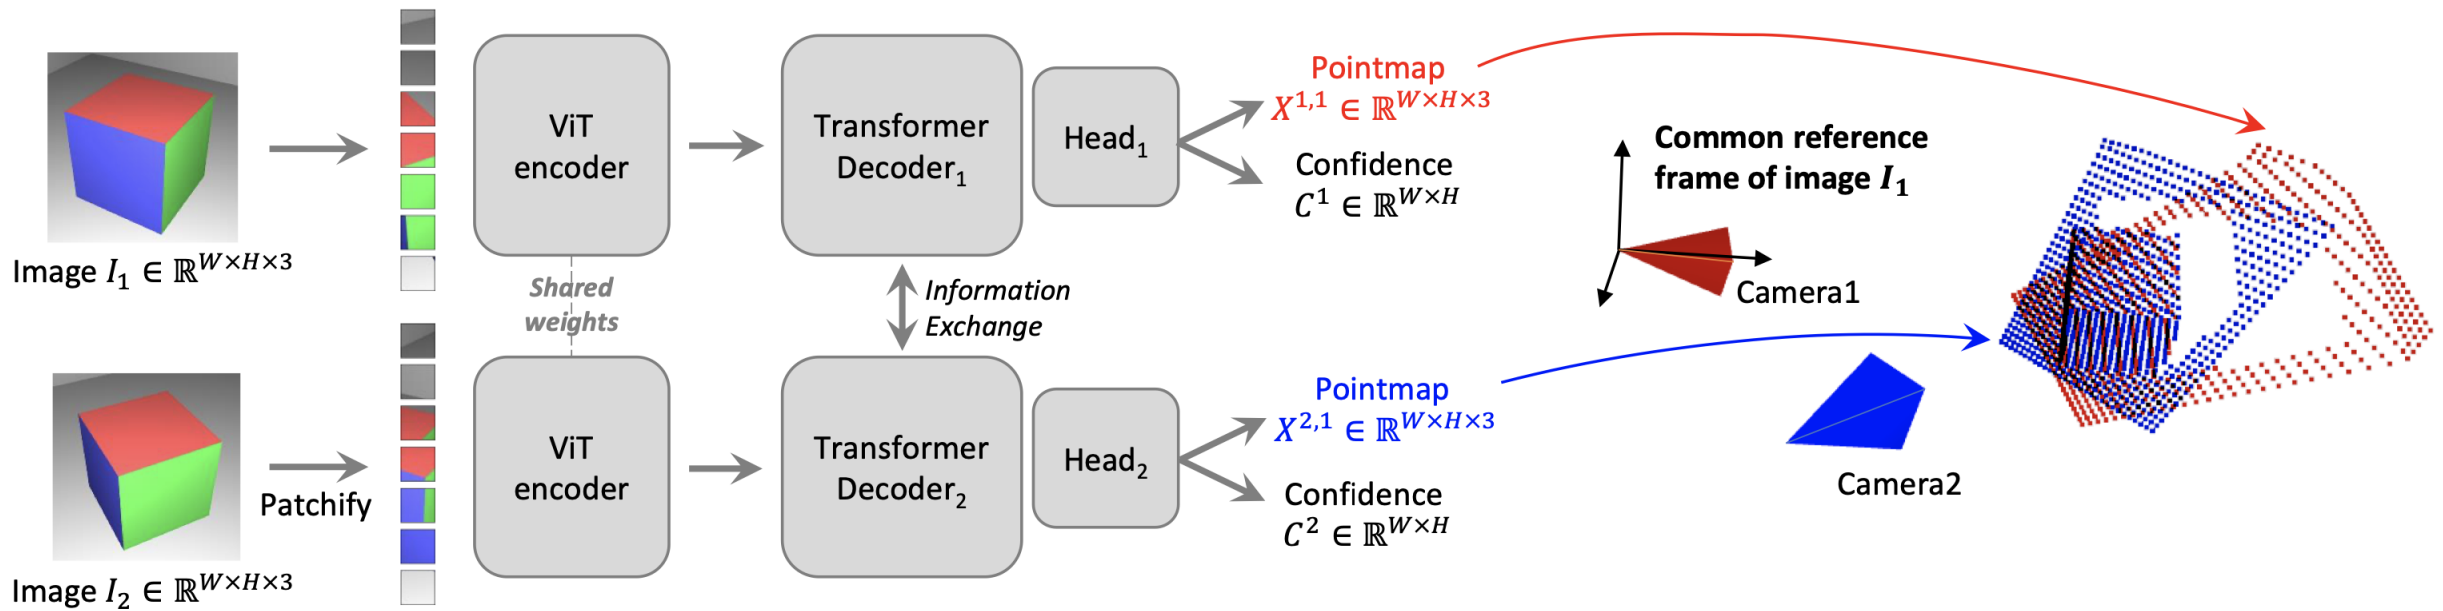 Image I₁ ∈ ℝ^{W×H×3}
ViT
encoder
Transformer
Decoder₁
Head₁
Pointmap
X^{1,1} ∈ ℝ^{W×H×3}
Confidence
C¹ ∈ ℝ^{W×H}
Common reference
frame of image I₁
Camera1
Shared
weights
Information
Exchange
Image I₂ ∈ ℝ^{W×H×3}
Patchify
ViT
encoder
Transformer
Decoder₂
Head₂
Pointmap
X^{2,1} ∈ ℝ^{W×H×3}
Confidence
C² ∈ ℝ^{W×H}
Camera2